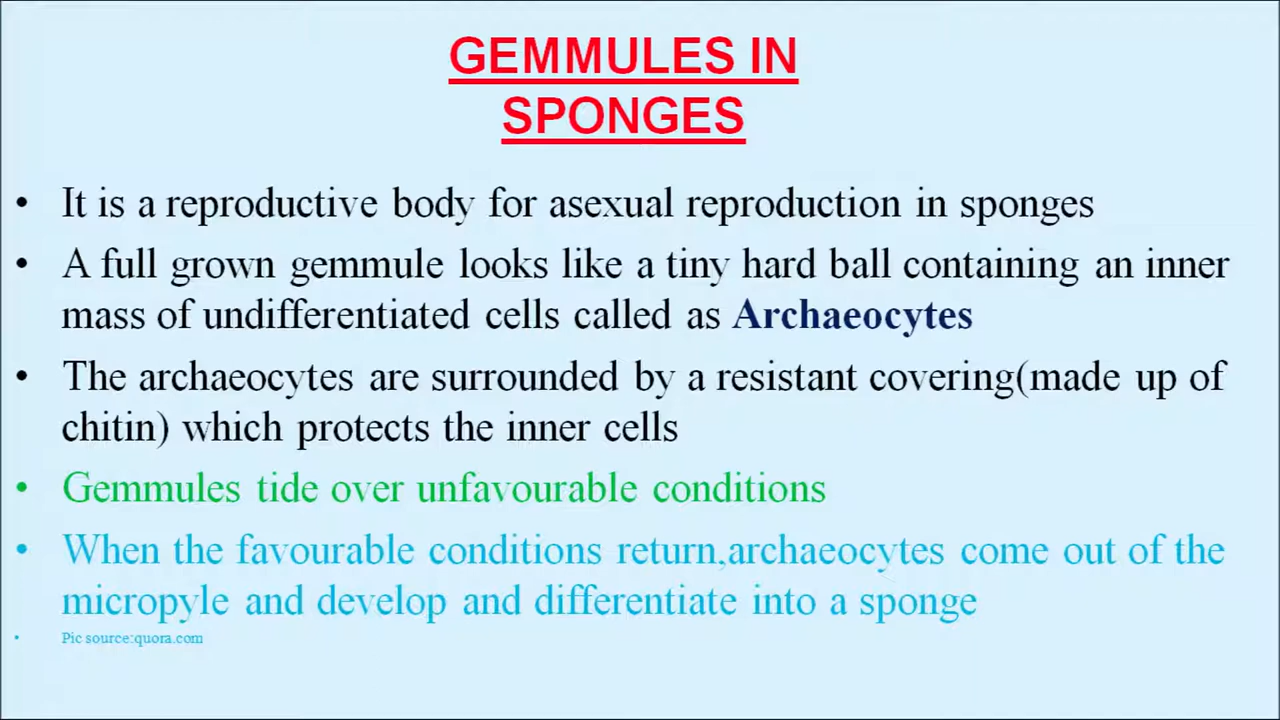 GEMMULES IN
SPONGES
• It is a reproductive body for asexual reproduction in sponges
• A full grown gemmule looks like a tiny hard ball containing an inner
mass of undifferentiated cells called as Archaeocytes
• The archaeocytes are surrounded by a resistant covering(made up of
chitin) which protects the inner cells
• Gemmules tide over unfavourable conditions
• When the favourable conditions return,archaeocytes come out of the
micropyle and develop and differentiate into a sponge
• Pic source:quora.com